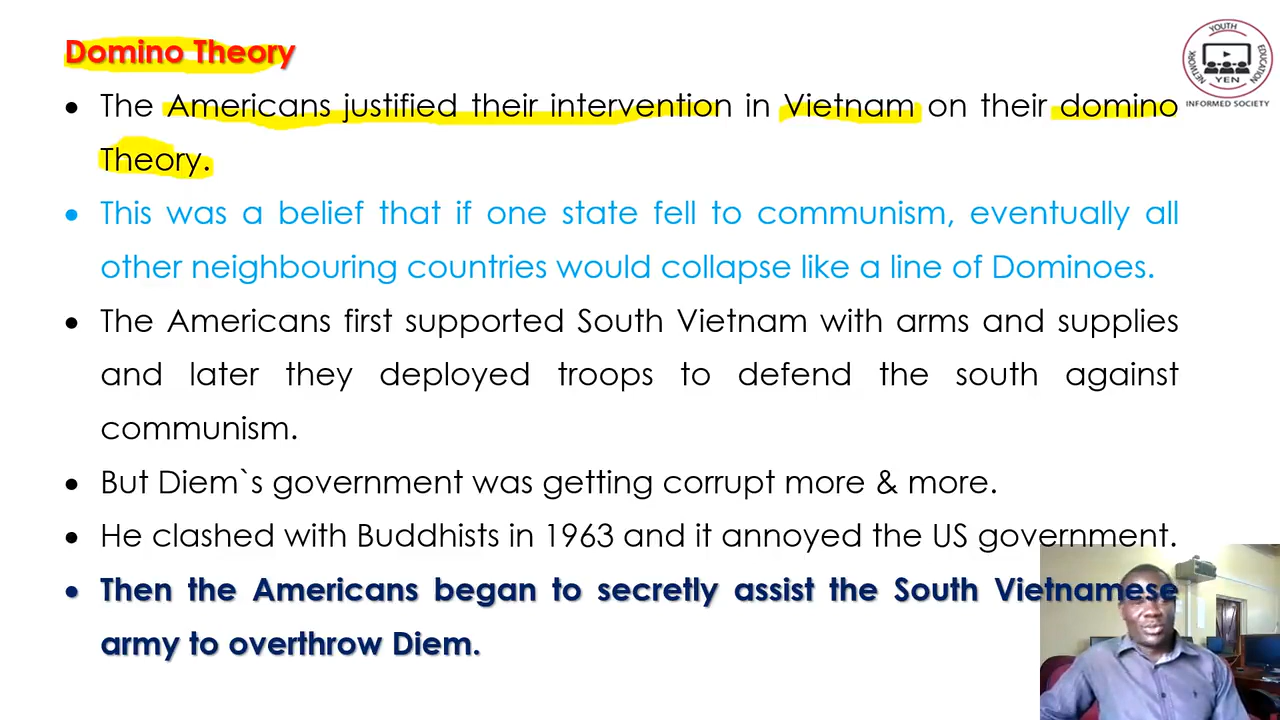 Domino Theory
• The Americans justified their intervention in Vietnam on their domino
Theory.
• This was a belief that if one state fell to communism, eventually all
other neighbouring countries would collapse like a line of Dominoes.
• The Americans first supported South Vietnam with arms and supplies
and later they deployed troops to defend the south against
communism.
• But Diem`s government was getting corrupt more & more.
• He clashed with Buddhists in 1963 and it annoyed the US government.
• Then the Americans began to secretly assist the South Vietnamese
army to overthrow Diem.
YOUTH
EDUCATION
NETWORK
YEN
INFORMED SOCIETY